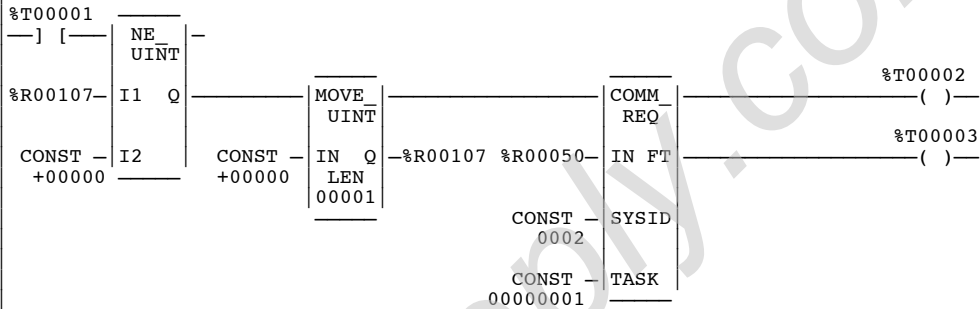 %T00001
] [ NE_
UINT
%T00002
%R00107 I1 Q MOVE_ COMM_ ( )
UINT REQ
%T00003
CONST I2 CONST IN Q %R00107 %R00050 IN FT ( )
+00000 +00000 LEN
00001
CONST SYSID
0002
CONST TASK
00000001